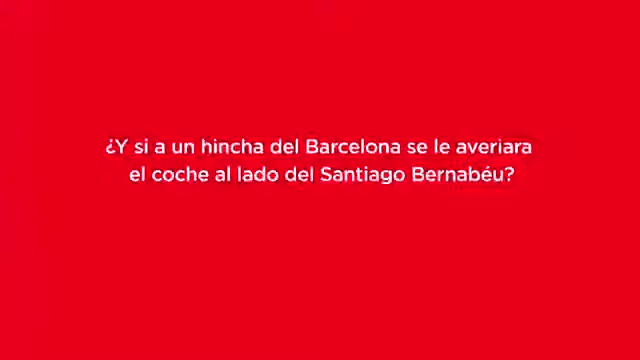 ¿Y si a un hincha del Barcelona se le averiara
el coche al lado del Santiago Bernabéu?